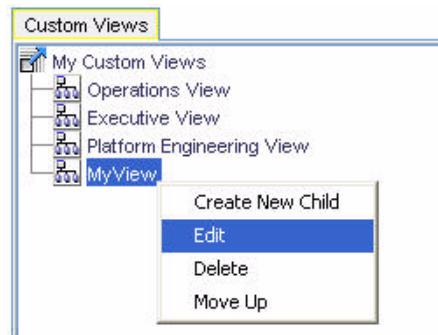 Custom Views
My Custom Views
Operations View
Executive View
Platform Engineering View
MyView
Create New Child
Edit
Delete
Move Up